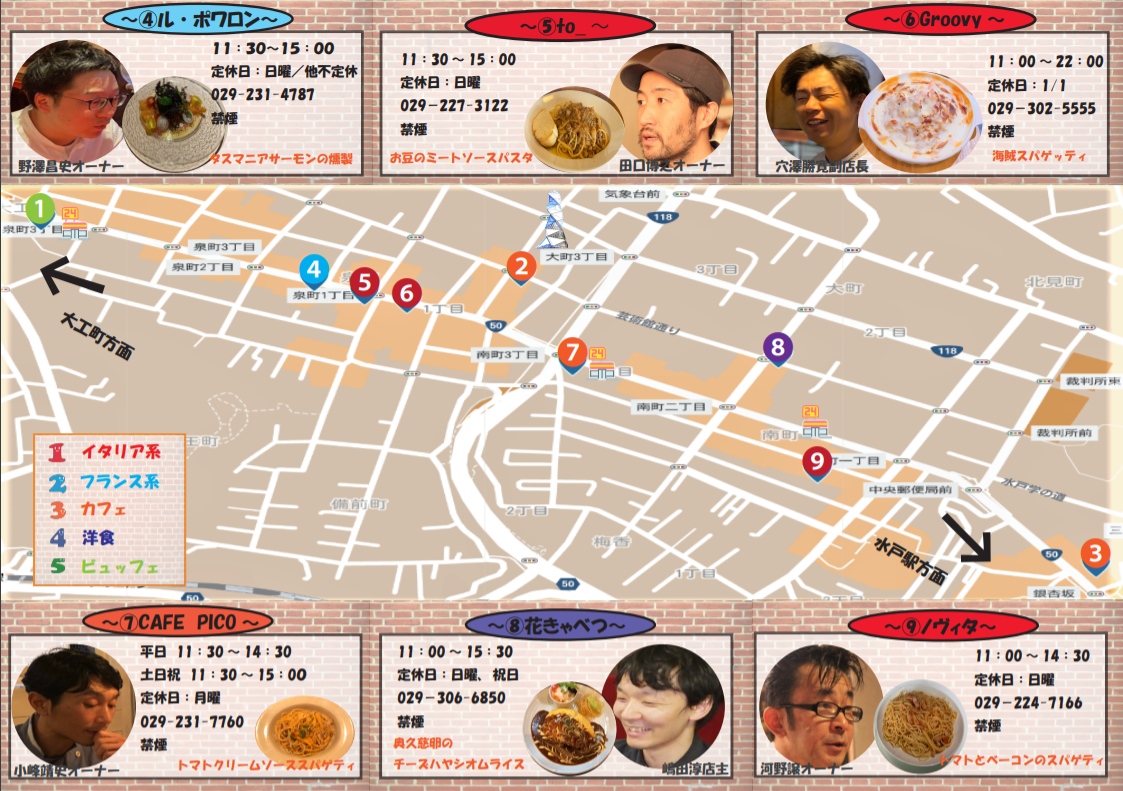 ～④ル・ポワロン～
11：30～15：00
定休日：日曜／他不定休
029-231-4787
禁煙
タスマニアサーモンの燻製
野澤昌史オーナー
～⑤to_～
11：30～15：00
定休日：日曜
029-227-3122
禁煙
お豆のミートソースパスタ
田口博之オーナー
～⑥Groovy～
11：00～22：00
定休日：1/1
029-302-5555
禁煙
海賊スパゲッティ
穴澤勝寛副店長
1
24
泉町3丁目
泉町3丁目
泉町2丁目
大工町方面
4
泉町1丁目
5
6
1丁目
2
大町3丁目
気象台前
118
3丁目
大町
北見町
50
芸術館通り
2丁目
118
南町3丁目
7
24
8
裁判所東
裁判所前
南町二丁目
24
南町
9
一丁目
中央郵便局前
水戸学の道
水戸駅方面
50
3
銀杏坂
備前町
2丁目
梅香
1丁目
50
50
1 イタリア系
2 フランス系
3 カフェ
4 洋食
5 ビュッフェ
～⑦CAFE PICO～
平日 11：30～14：30
土日祝 11：30～15：00
定休日：月曜
029-231-7760
禁煙
トマトクリームソーススパゲティ
小峰靖史オーナー
～⑧花きゃべつ～
11：00～15：30
定休日：日曜、祝日
029-306-6850
禁煙
奥久慈卵の
チーズハヤシオムライス
嶋田淳店主
～⑨ノヴィタ～
11：00～14：30
定休日：日曜
029-224-7166
禁煙
トマトとベーコンのスパゲティ
河野譲オーナー